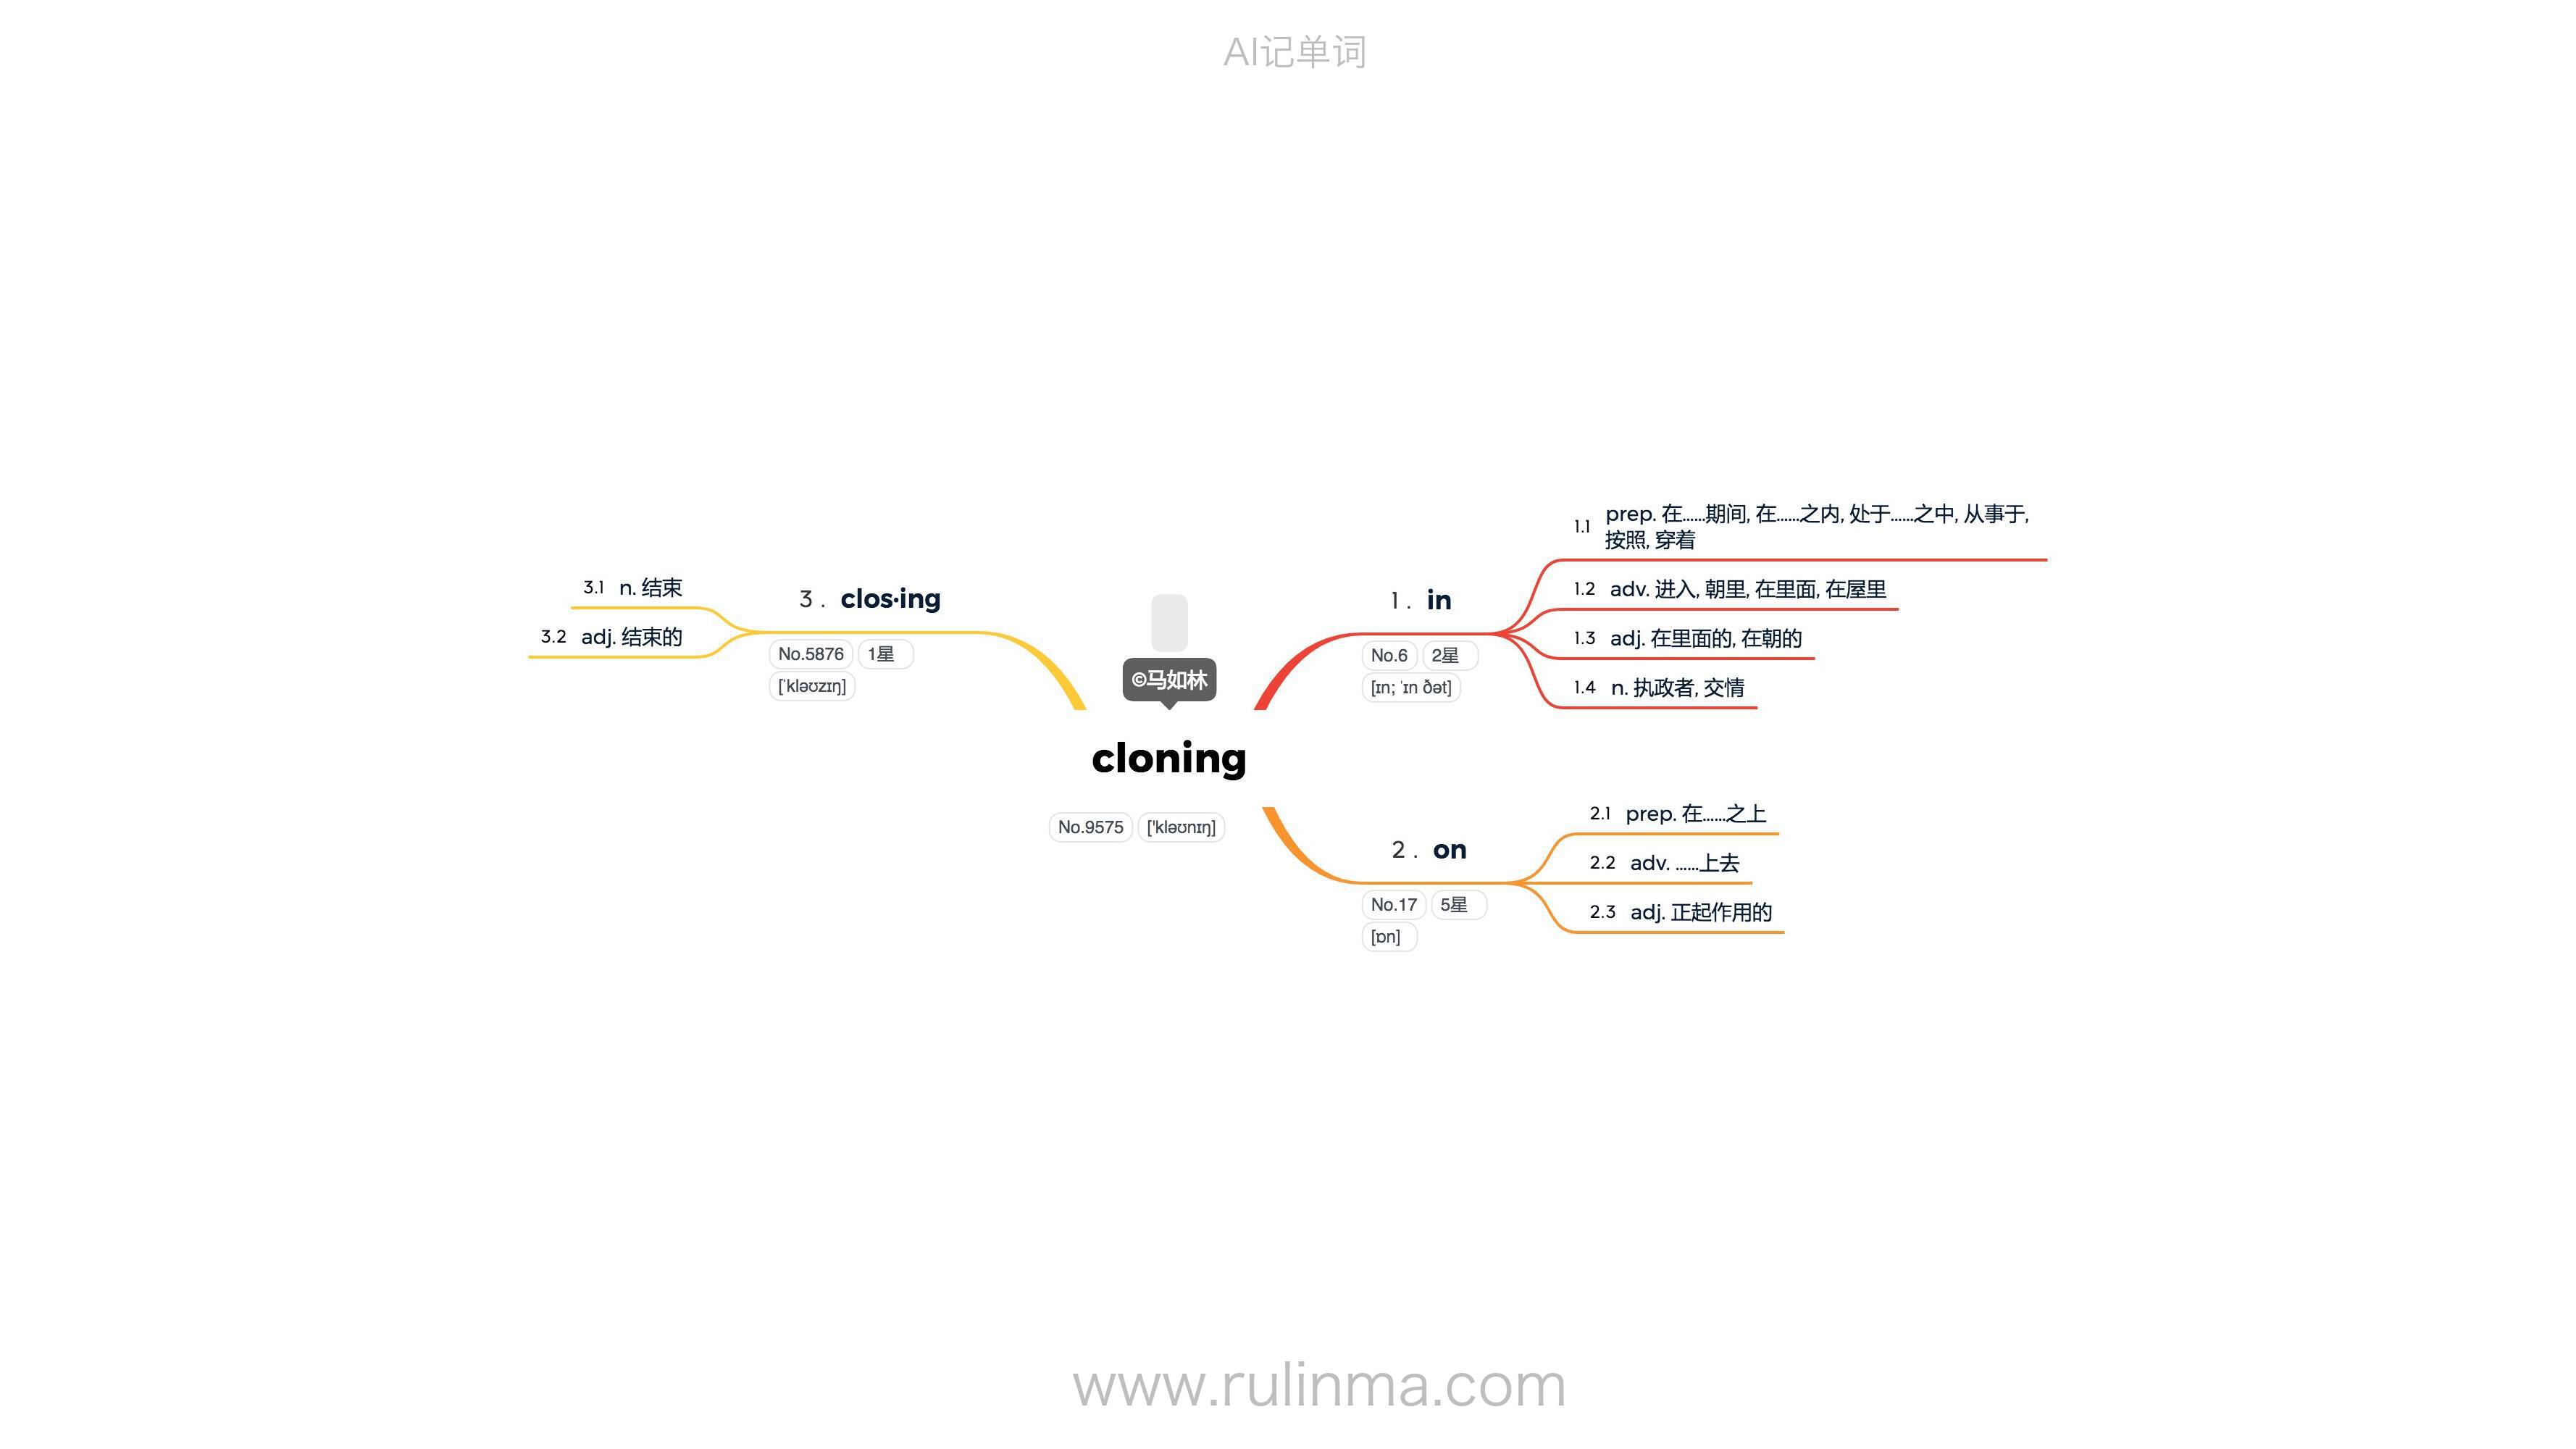 AI记单词
©马如林
cloning
No.9575 ['kləʊnɪŋ]
1 . in
No.6 2星
[ɪn; ˈɪn ðət]
1.1 prep. 在……期间, 在……之内, 处于……之中, 从事于,
按照, 穿着
1.2 adv. 进入, 朝里, 在里面, 在屋里
1.3 adj. 在里面的, 在朝的
1.4 n. 执政者, 交情
2 . on
No.17 5星
[ɒn]
2.1 prep. 在……之上
2.2 adv. ……上去
2.3 adj. 正起作用的
3 . clos·ing
No.5876 1星
[ˈkləʊzɪŋ]
3.1 n. 结束
3.2 adj. 结束的
www.rulinma.com